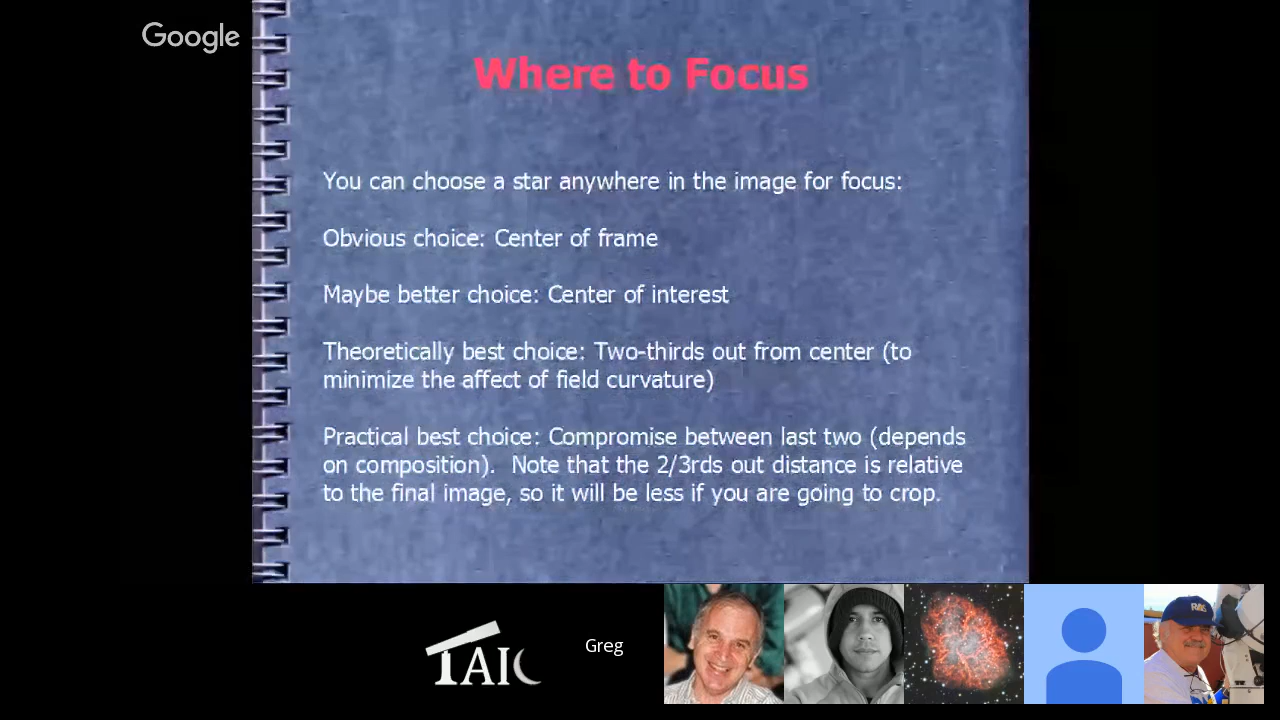 Google
Where to Focus
You can choose a star anywhere in the image for focus:
Obvious choice: Center of frame
Maybe better choice: Center of interest
Theoretically best choice: Two-thirds out from center (to
minimize the affect of field curvature)
Practical best choice: Compromise between last two (depends
on composition).  Note that the 2/3rds out distance is relative
to the final image, so it will be less if you are going to crop.
TAIC
Greg